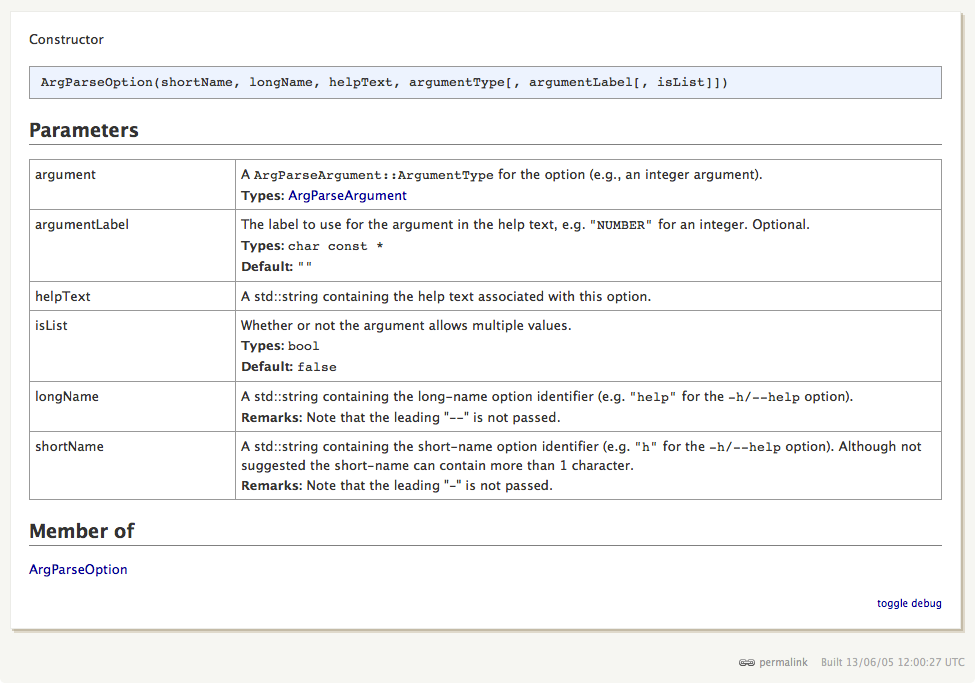 Constructor
ArgParseOption(shortName, longName, helpText, argumentType[, argumentLabel[, isList]])
Parameters
argument
A ArgParseArgument::ArgumentType for the option (e.g., an integer argument).
Types: ArgParseArgument
argumentLabel
The label to use for the argument in the help text, e.g. "NUMBER" for an integer. Optional.
Types: char const *
Default: ""
helpText
A std::string containing the help text associated with this option.
isList
Whether or not the argument allows multiple values.
Types: bool
Default: false
longName
A std::string containing the long-name option identifier (e.g. "help" for the -h/--help option).
Remarks: Note that the leading "--" is not passed.
shortName
A std::string containing the short-name option identifier (e.g. "h" for the -h/--help option). Although not
suggested the short-name can contain more than 1 character.
Remarks: Note that the leading "-" is not passed.
Member of
ArgParseOption
toggle debug
permalink Built 13/06/05 12:00:27 UTC